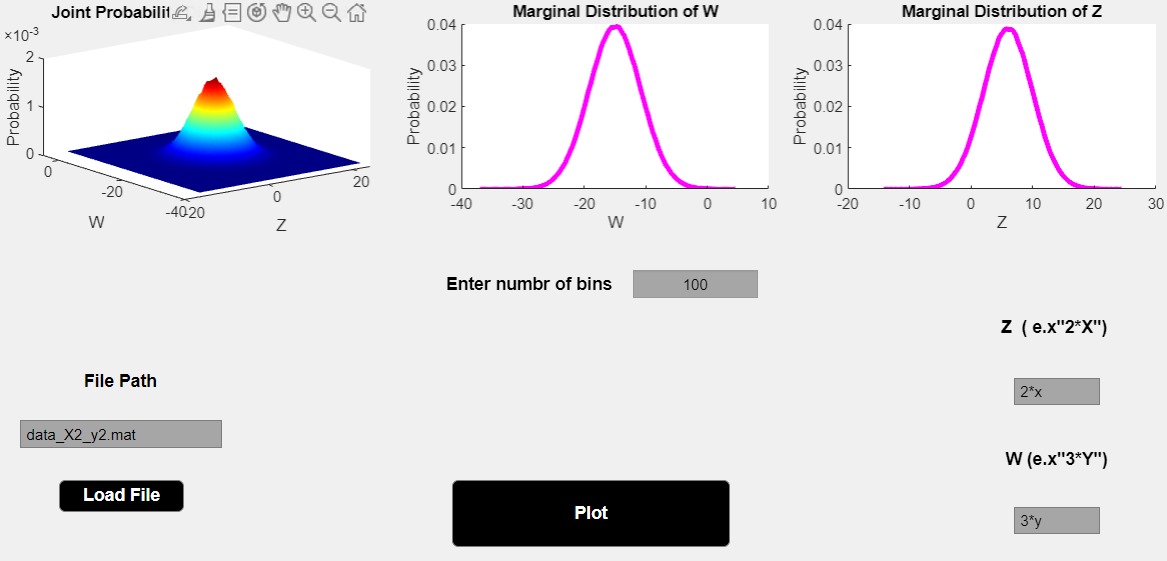 Joint Probabilit
×10⁻³
2
1
0
Probability
0
-20
-40
-20
0
20
W
Z
Marginal Distribution of W
0.04
0.03
0.02
0.01
0
Probability
-40
-30
-20
-10
0
10
W
Marginal Distribution of Z
0.04
0.03
0.02
0.01
0
Probability
-20
-10
0
10
20
30
Z
Enter numbr of bins
100
Z ( e.x"2*X")
File Path
2*x
data_X2_y2.mat
W (e.x"3*Y")
Load File
Plot
3*y